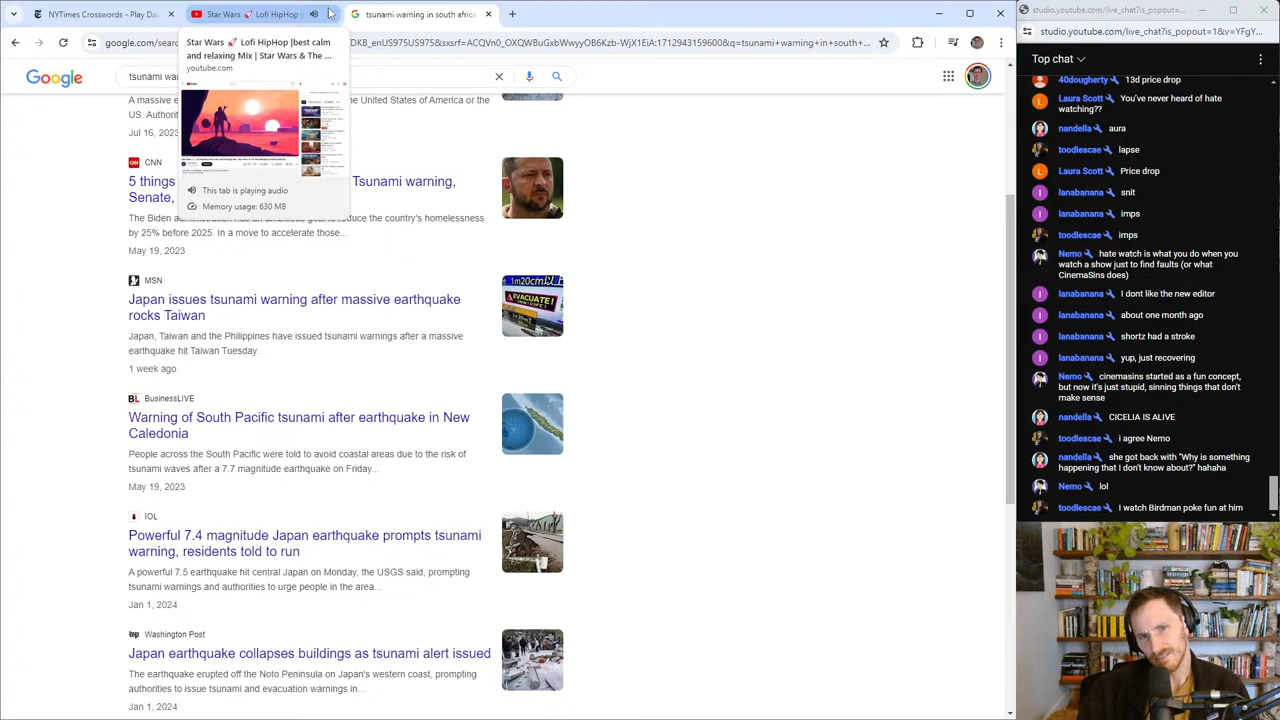 NYTimes Crosswords - Play Da
Star Wars 🚀 Lofi HipHop |
tsunami warning in south africa
Star Wars 🚀 Lofi HipHop |best calm
and relaxing Mix | Star Wars & The ...
youtube.com
This tab is playing audio
Memory usage: 630 MB
Google
tsunami wa
the United States of America or the
CNN
5 things
Tsunami warning,
Senate,
The Biden administration
the country's homelessness
by 25% before 2025. In a move to accelerate those...
May 19, 2023
MSN
Japan issues tsunami warning after massive earthquake
rocks Taiwan
Japan, Taiwan and the Philippines have issued tsunami warnings after a massive
earthquake hit Taiwan Tuesday.
1 week ago
EVACUATE!
BL BusinessLIVE
Warning of South Pacific tsunami after earthquake in New
Caledonia
People across the South Pacific were told to avoid coastal areas due to the risk of
tsunami waves after a 7.7 magnitude earthquake on Friday...
May 19, 2023
IOL
Powerful 7.4 magnitude Japan earthquake prompts tsunami
warning, residents told to run
A powerful 7.5 earthquake hit central Japan on Monday, the USGS said, prompting
tsunami warnings and authorities to urge people in the area...
Jan 1, 2024
wp Washington Post
Japan earthquake collapses buildings as tsunami alert issued
The earthquake erupted off the Noto Peninsula on Japan's western coast, prompting
authorities to issue tsunami and evacuation warnings in...
Jan 1, 2024
youtube.com/live_chat?is_popout=1&v=YFgY...
Top chat
40dougherty 13d price drop
Laura Scott You've never heard of hate
watching??
nandella aura
toodlescae lapse
Laura Scott Price drop
lanabanana snit
lanabanana imps
toodlescae imps
Nemo hate watch is what you do when you
watch a show just to find faults (or what
CinemaSins does)
lanabanana I dont like the new editor
lanabanana about one month ago
lanabanana shortz had a stroke
lanabanana yup, just recovering
Nemo cinemasins started as a fun concept,
but now it's just stupid, sinning things that don't
make sense
nandella CICELIA IS ALIVE
toodlescae i agree Nemo
nandella she got back with "Why is something
happening that I don't know about?" hahaha
Nemo lol
toodlescae I watch Birdman poke fun at him